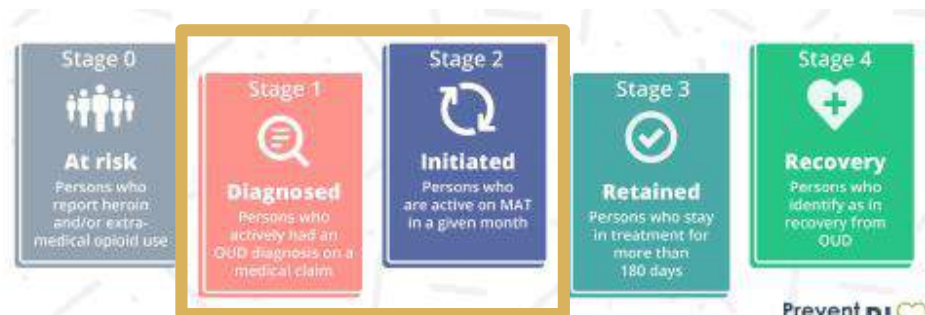 Stage 0
At risk
Persons who
report heroin
and/or extra-
medical opioid use
Stage 1
Diagnosed
Persons who
actively had an
OUD diagnosis on a
medical claim
Stage 2
Initiated
Persons who
are active on MAT
in a given month
Stage 3
Retained
Persons who stay
in treatment for
more than
180 days
Stage 4
Recovery
Persons who
identify as in
recovery from
OUD
Prevent